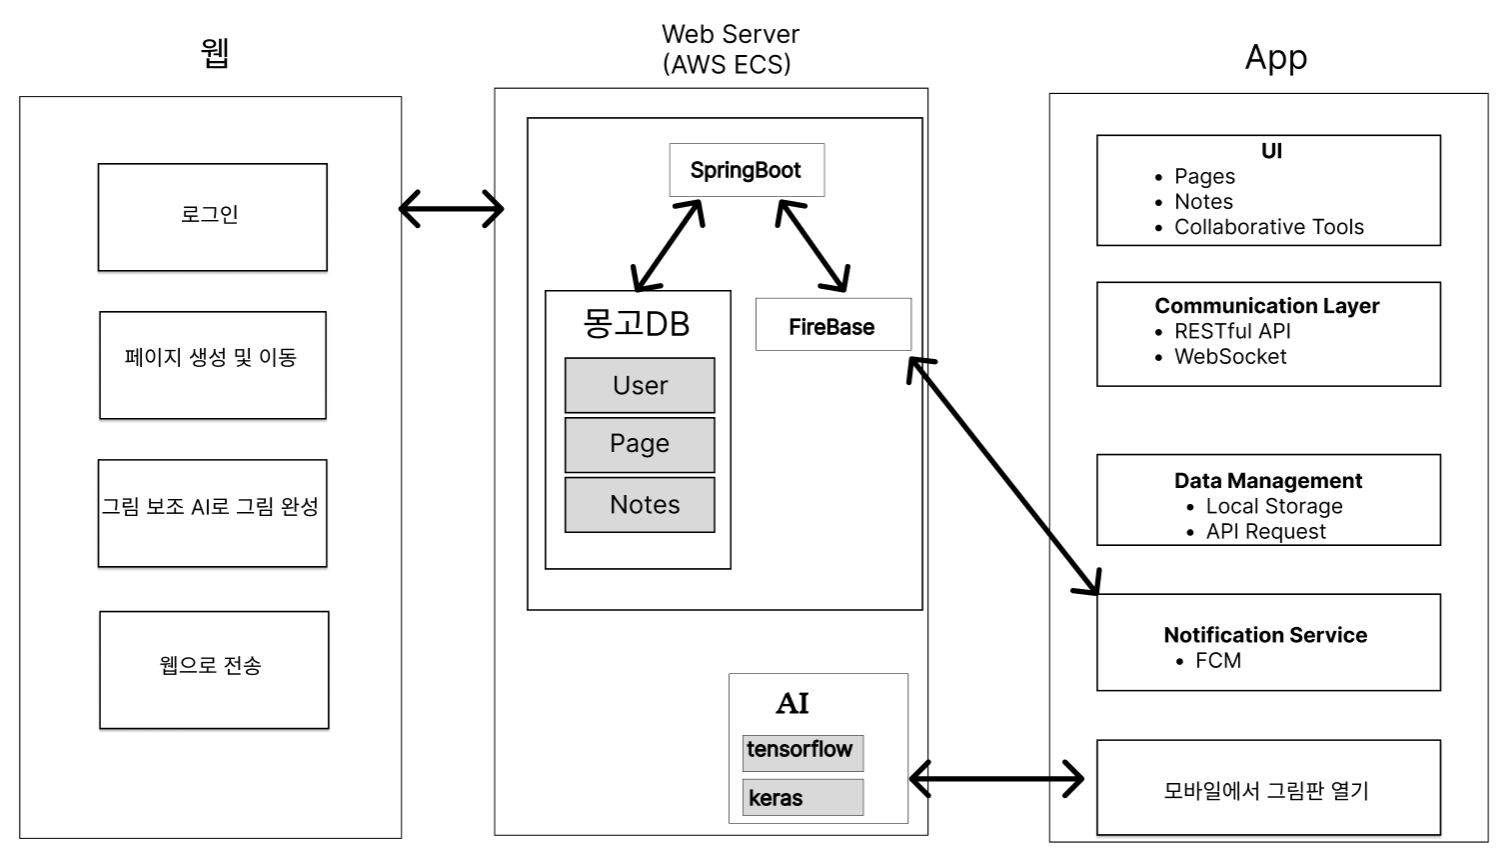 웹
로그인
페이지 생성 및 이동
그림 보조 AI로 그림 완성
웹으로 전송
Web Server
(AWS ECS)
SpringBoot
몽고DB
User
Page
Notes
FireBase
AI
tensorflow
keras
App
UI
• Pages
• Notes
• Collaborative Tools
Communication Layer
• RESTful API
• WebSocket
Data Management
• Local Storage
• API Request
Notification Service
• FCM
모바일에서 그림판 열기